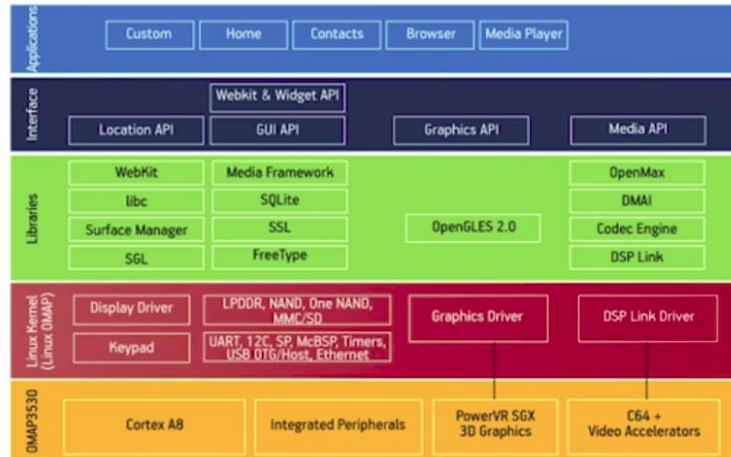 Applications
Custom
Home
Contacts
Browser
Media Player
Interface
Webkit & Widget API
Location API
GUI API
Graphics API
Media API
Libraries
WebKit
Media Framework
OpenMax
libc
SQLite
DMAI
Surface Manager
SSL
OpenGLES 2.0
Codec Engine
SGL
FreeType
DSP Link
Linux Kernel
(Linux OMAP)
Display Driver
LPDDR, NAND, One NAND,
MMC/SD
Graphics Driver
DSP Link Driver
Keypad
UART, 12C, SP, McBSP, Timers,
USB OTG/Host, Ethernet
OMAP3530
Cortex A8
Integrated Peripherals
PowerVR SGX
3D Graphics
C64 +
Video Accelerators